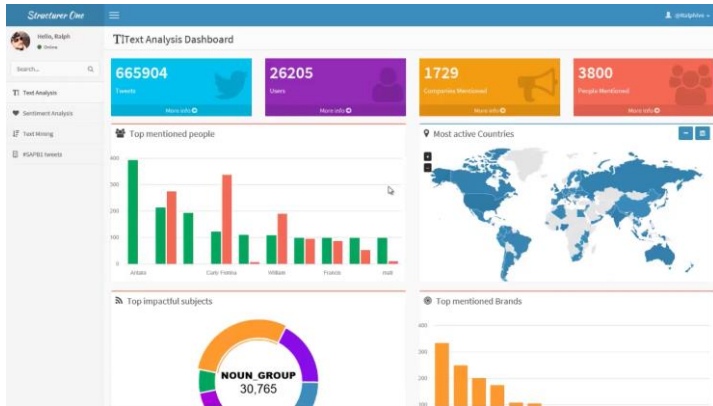 Structurer One
@Ralphive
Hello, Ralph
Online
Search...
Text Analysis
Sentiment Analysis
Text Mining
#SAPB1 tweets
Text Analysis Dashboard
665904
Tweets
More info
26205
Users
More info
1729
Companies Mentioned
More info
3800
People Mentioned
More info
Top mentioned people
400
300
200
100
0
Antara
Carly Fiorina
William
Francis
matt
Most active Countries
+
-
Top impactful subjects
NOUN_GROUP
30,765
Top mentioned Brands
400
300
200
100